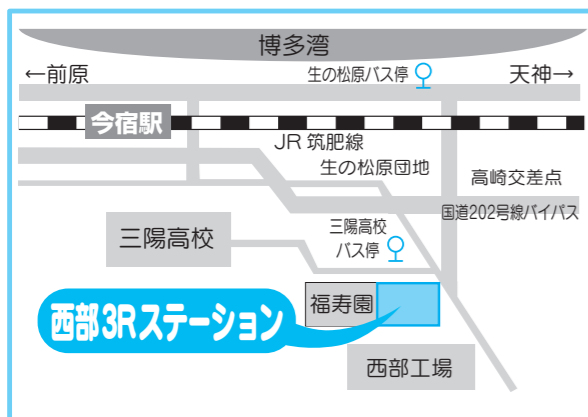 博多湾
←前原
生の松原バス停
天神→
今宿駅
JR 筑肥線
生の松原団地
高崎交差点
国道202号線バイパス
三陽高校
三陽高校
バス停
福寿園
西部3Rステーション
西部工場